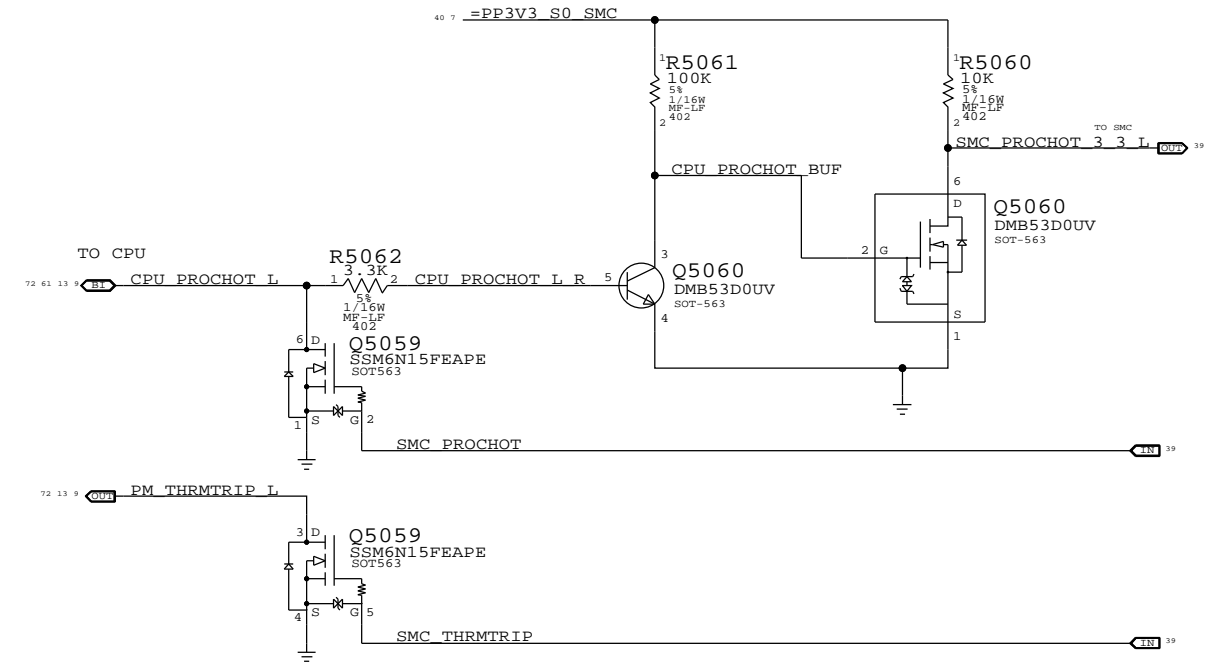 40 7 =PP3V3_S0_SMC
1 R5061
100K
5%
1/16W
MF-LF
402
2
1 R5060
10K
5%
1/16W
MF-LF
402
2
TO SMC
SMC_PROCHOT_3_3_L OUT 39
CPU_PROCHOT_BUF
6
D
Q5060
DMB53D0UV
SOT-563
2 G
S
1
TO CPU
72 61 13 9 BI CPU_PROCHOT_L
R5062
3.3K
1 2
5%
1/16W
MF-LF
402
CPU_PROCHOT_L_R 5
3
Q5060
DMB53D0UV
SOT-563
4
6 D
Q5059
SSM6N15FEAPE
SOT563
1 S G 2
SMC_PROCHOT IN 39
72 13 9 OUT PM_THRMTRIP_L
3 D
Q5059
SSM6N15FEAPE
SOT563
4 S G 5
SMC_THRMTRIP IN 39